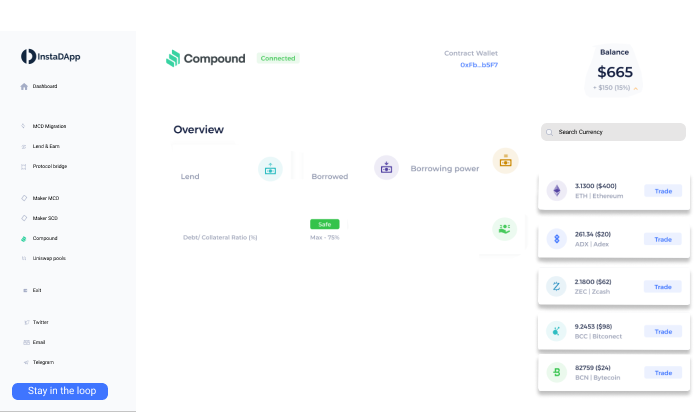 InstaDApp
Dashboard
MCD Migration
Lend & Earn
Protocol bridge
Maker MCD
Maker SCD
Compound
Uniswap pools
Exit
Twitter
Email
Telegram
Stay in the loop
Compound
Connected
Contract Wallet
0xFb...b5F7
Balance
$665
+ $150 (15%)
Overview
Lend
Borrowed
Borrowing power
Debt/ Collateral Ratio (%)
Safe
Max - 75%
Search Currency
3.1300 ($400)
ETH | Ethereum
Trade
261.34 ($20)
ADX | Adex
Trade
2.1800 ($62)
ZEC | Zcash
Trade
9.2453 ($98)
BCC | Bitconect
Trade
82759 ($24)
BCN | Bytecoin
Trade